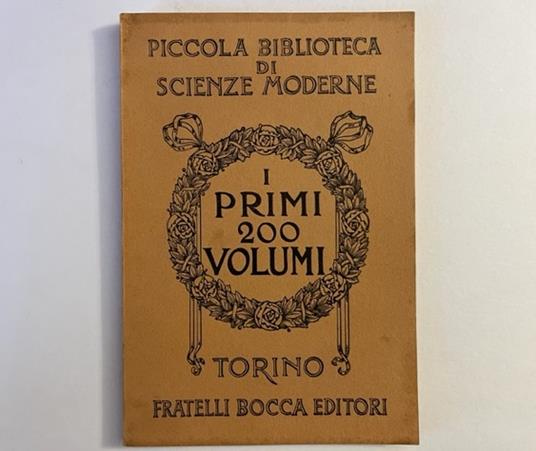 PICCOLA BIBLIOTECA
DI
SCIENZE MODERNE
I
PRIMI
200
VOLUMI
TORINO
FRATELLI BOCCA EDITORI